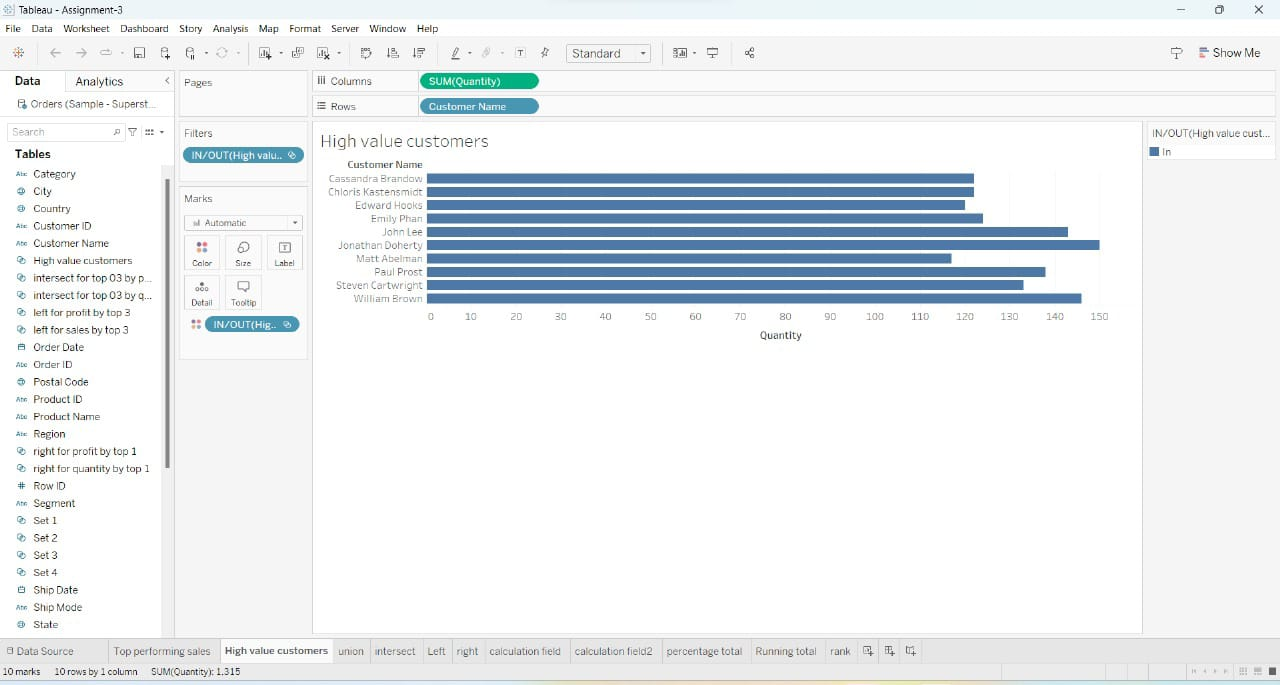 Tableau - Assignment-3
File Data Worksheet Dashboard Story Analysis Map Format Server Window Help
Standard
Show Me
Data Analytics
Orders (Sample - Superst...
Search
Tables
Abc Category
City
Country
Abc Customer ID
Abc Customer Name
High value customers
intersect for top 03 by p...
intersect for top 03 by q...
left for profit by top 3
left for sales by top 3
Order Date
Abc Order ID
Postal Code
Abc Product ID
Abc Product Name
Abc Region
right for profit by top 1
right for quantity by top 1
# Row ID
Abc Segment
Set 1
Set 2
Set 3
Set 4
Ship Date
Abc Ship Mode
State
Pages
Filters
IN/OUT(High valu..
Marks
Automatic
Color Size Label
Detail Tooltip
IN/OUT(Hig..
Columns SUM(Quantity)
Rows Customer Name
High value customers
Customer Name
Cassandra Brandow
Chloris Kastensmidt
Edward Hooks
Emily Phan
John Lee
Jonathan Doherty
Matt Abelman
Paul Prost
Steven Cartwright
William Brown
0 10 20 30 40 50 60 70 80 90 100 110 120 130 140 150
Quantity
IN/OUT(High value cust...
In
Data Source Top performing sales High value customers union intersect Left right calculation field calculation field2 percentage total Running total rank
10 marks 10 rows by 1 column SUM(Quantity): 1,315